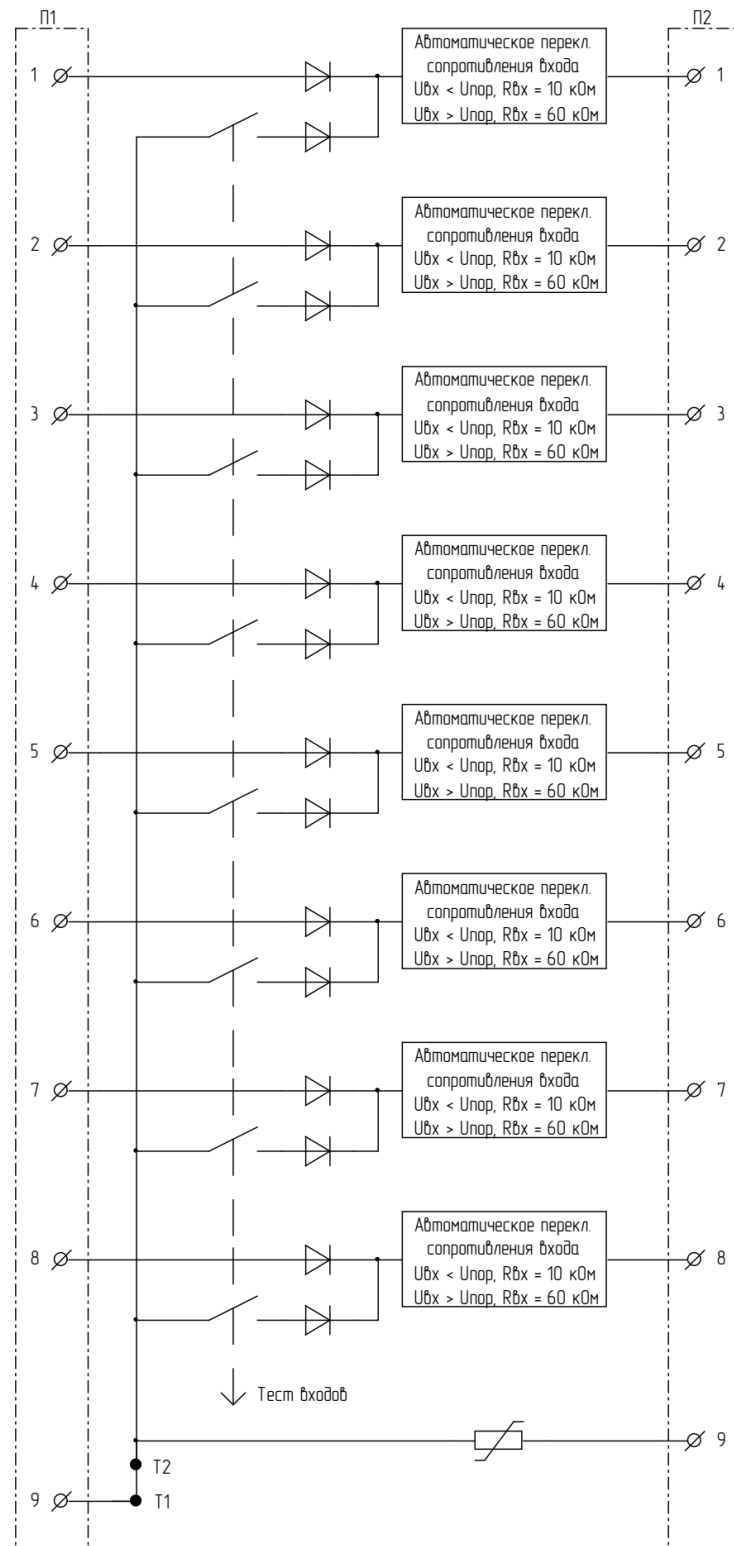 П1
П2
1
Автоматическое перекл.
сопротивления входа
Uвх < Uпор, Rвх = 10 кОм
Uвх > Uпор, Rвх = 60 кОм
1
2
Автоматическое перекл.
сопротивления входа
Uвх < Uпор, Rвх = 10 кОм
Uвх > Uпор, Rвх = 60 кОм
2
3
Автоматическое перекл.
сопротивления входа
Uвх < Uпор, Rвх = 10 кОм
Uвх > Uпор, Rвх = 60 кОм
3
4
Автоматическое перекл.
сопротивления входа
Uвх < Uпор, Rвх = 10 кОм
Uвх > Uпор, Rвх = 60 кОм
4
5
Автоматическое перекл.
сопротивления входа
Uвх < Uпор, Rвх = 10 кОм
Uвх > Uпор, Rвх = 60 кОм
5
6
Автоматическое перекл.
сопротивления входа
Uвх < Uпор, Rвх = 10 кОм
Uвх > Uпор, Rвх = 60 кОм
6
7
Автоматическое перекл.
сопротивления входа
Uвх < Uпор, Rвх = 10 кОм
Uвх > Uпор, Rвх = 60 кОм
7
8
Автоматическое перекл.
сопротивления входа
Uвх < Uпор, Rвх = 10 кОм
Uвх > Uпор, Rвх = 60 кОм
8
Тест входов
9
T2
9
T1